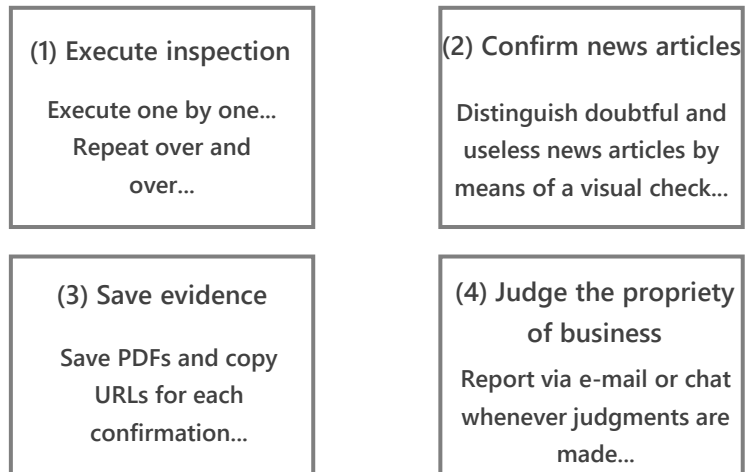 (1) Execute inspection
Execute one by one...
Repeat over and
over...
(2) Confirm news articles
Distinguish doubtful and
useless news articles by
means of a visual check...
(3) Save evidence
Save PDFs and copy
URLs for each
confirmation...
(4) Judge the propriety
of business
Report via e-mail or chat
whenever judgments are
made...